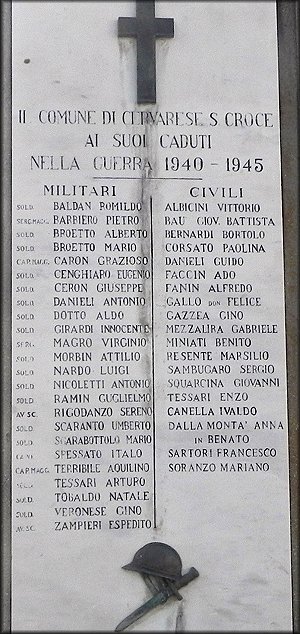 IL COMUNE DI CERVARESE S. CROCE
AI SUOI CADUTI
NELLA GUERRA 1940 - 1945
MILITARI
SOLD. BALDAN ROMILDO
SERG.MAGG. BARBIERO PIETRO
SOLD. BROETTO ALBERTO
SOLD. BROETTO MARIO
CAP.MAGG. CARON GRAZIOSO
SOLD. CENGHIARO EUGENIO
SOLD. CERON GIUSEPPE
SOLD. DANIELI ANTONIO
SOLD. DOTTO ALDO
SOLD. GIRARDI INNOCENTE
SERG. MAGRO VIRGINIO
SOLD. MORBIN ATTILIO
SOLD. NARDO LUIGI
SOLD. NICOLETTI ANTONIO
SOLD. RAMIN GUGLIELMO
AV.SC. RIGODANZO SERENO
SOLD. SCARANTO UMBERTO
SOLD. SGARABOTTOLO MARIO
SPESSATO ITALO
CAP.MAGG. TERRIBILE AQUILINO
TESSARI ARTURO
SOLD. TOBALDO NATALE
SOLD. VERONESE GINO
AV.SC. ZAMPIERI ESPEDITO
CIVILI
ALBICINI VITTORIO
BAU GIOV. BATTISTA
BERNARDI BORTOLO
CORSATO PAOLINA
DANIELI GUIDO
FACCIN ADO
FANIN ALFREDO
GALLO DON FELICE
GAZZEA GINO
MEZZALIRA GABRIELE
MINIATI BENITO
RESENTE MARSILIO
SAMBUGARO SERGIO
SQUARCINA GIOVANNI
TESSARI ENZO
CANELLA IVALDO
DALLA MONTA' ANNA
IN BENATO
SARTORI FRANCESCO
SORANZO MARIANO